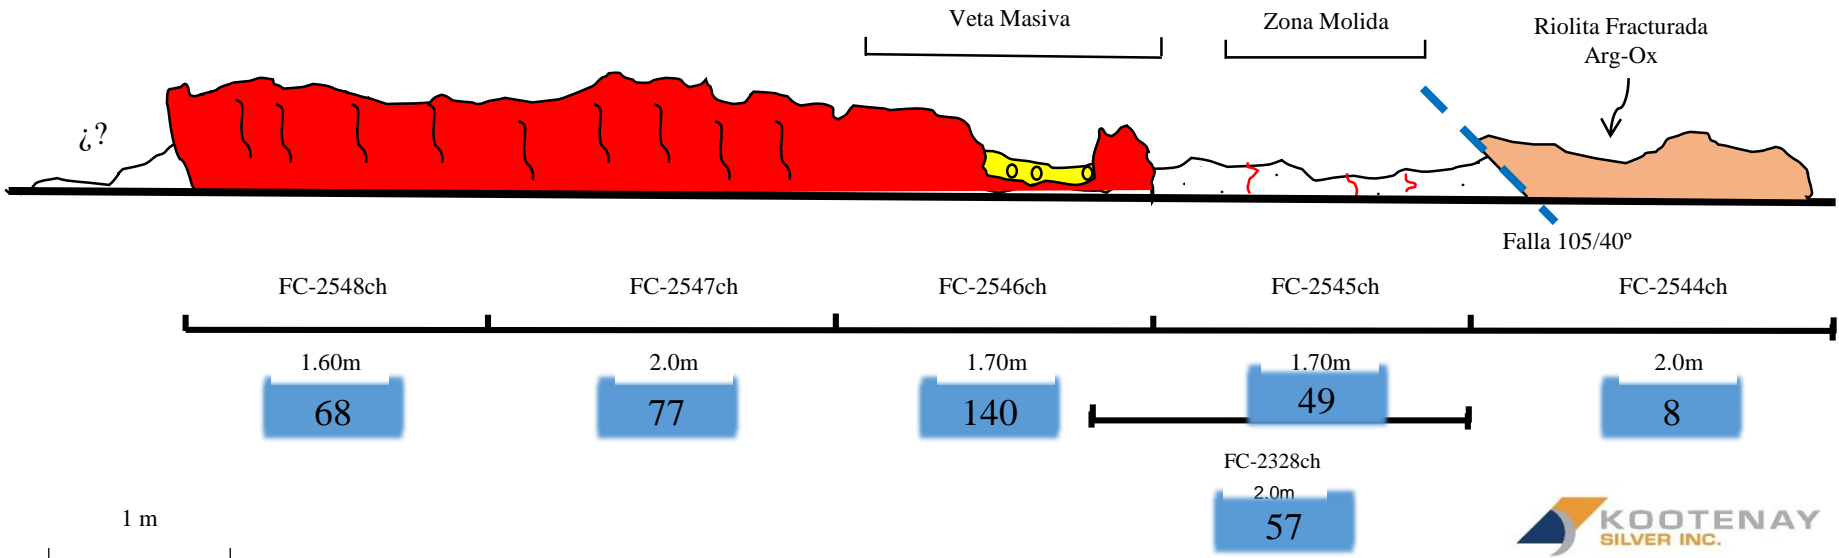 Veta Masiva
Zona Molida
Riolita Fracturada
Arg-Ox
¿?
Falla 105/40º
FC-2548ch
FC-2547ch
FC-2546ch
FC-2545ch
FC-2544ch
1.60m
2.0m
1.70m
1.70m
2.0m
68
77
140
49
8
FC-2328ch
2.0m
57
1 m
KOOTENAY
SILVER INC.